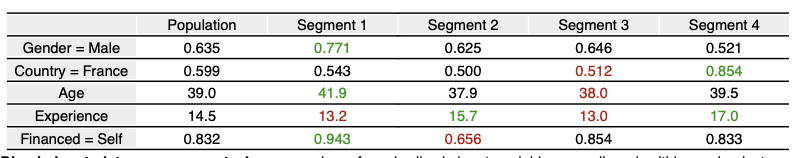 Population Segment 1 Segment 2 Segment 3 Segment 4
Gender = Male 0.635 0.771 0.625 0.646 0.521
Country = France 0.599 0.543 0.500 0.512 0.854
Age 39.0 41.9 37.9 38.0 39.5
Experience 14.5 13.2 15.7 13.0 17.0
Financed = Self 0.832 0.943 0.656 0.854 0.833